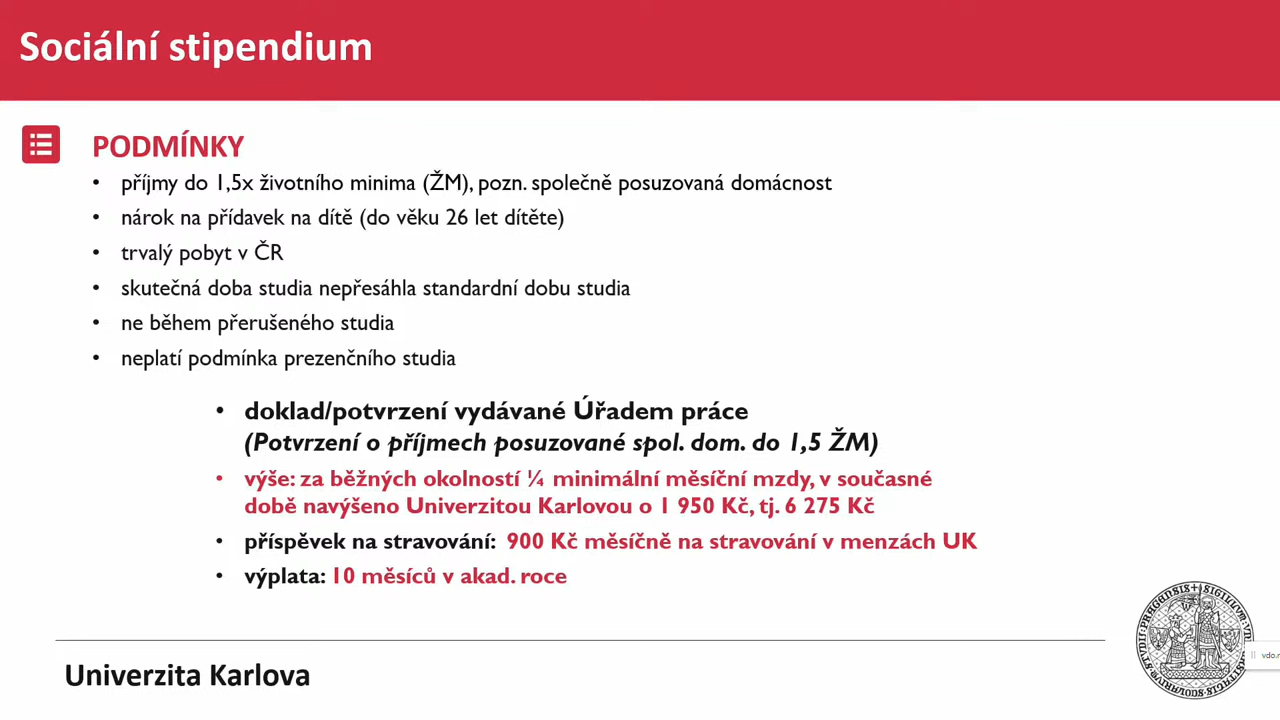 Sociální stipendium
PODMÍNKY
• příjmy do 1,5x životního minima (ŽM), pozn. společně posuzovaná domácnost
• nárok na přídavek na dítě (do věku 26 let dítěte)
• trvalý pobyt v ČR
• skutečná doba studia nepřesáhla standardní dobu studia
• ne během přerušeného studia
• neplatí podmínka prezenčního studia
• doklad/potvrzení vydávané Úřadem práce
(Potvrzení o příjmech posuzované spol. dom. do 1,5 ŽM)
• výše: za běžných okolností ¼ minimální měsíční mzdy, v současné
době navýšeno Univerzitou Karlovou o 1 950 Kč, tj. 6 275 Kč
• příspěvek na stravování: 900 Kč měsíčně na stravování v menzách UK
• výplata: 10 měsíců v akad. roce
Univerzita Karlova